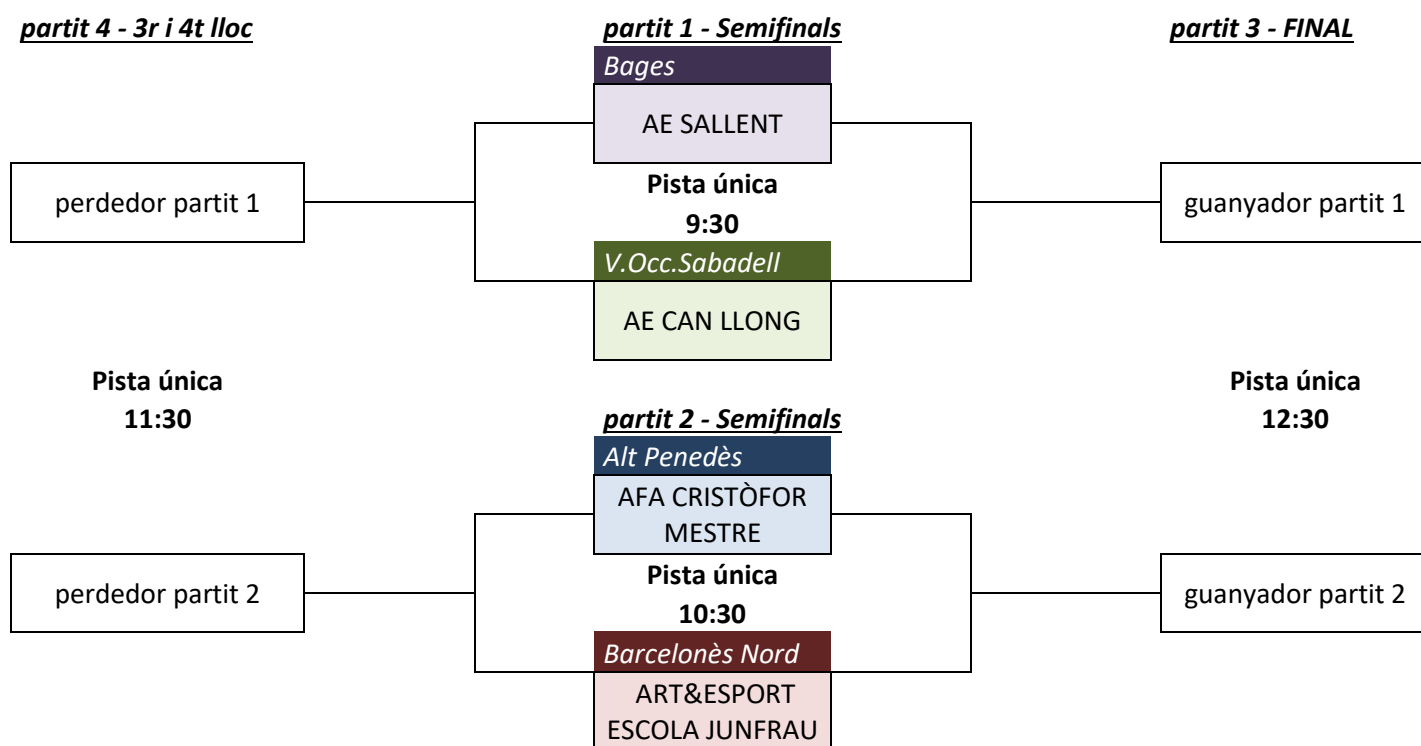 partit 4 - 3r i 4t lloc
partit 1 - Semifinals
partit 3 - FINAL
Bages
AE SALLENT
perdedor partit 1
Pista única
9:30
guanyador partit 1
V.Occ.Sabadell
AE CAN LLONG
Pista única
11:30
Pista única
12:30
partit 2 - Semifinals
Alt Penedès
AFA CRISTÒFOR
MESTRE
perdedor partit 2
Pista única
10:30
guanyador partit 2
Barcelonès Nord
ART&ESPORT
ESCOLA JUNFRAU